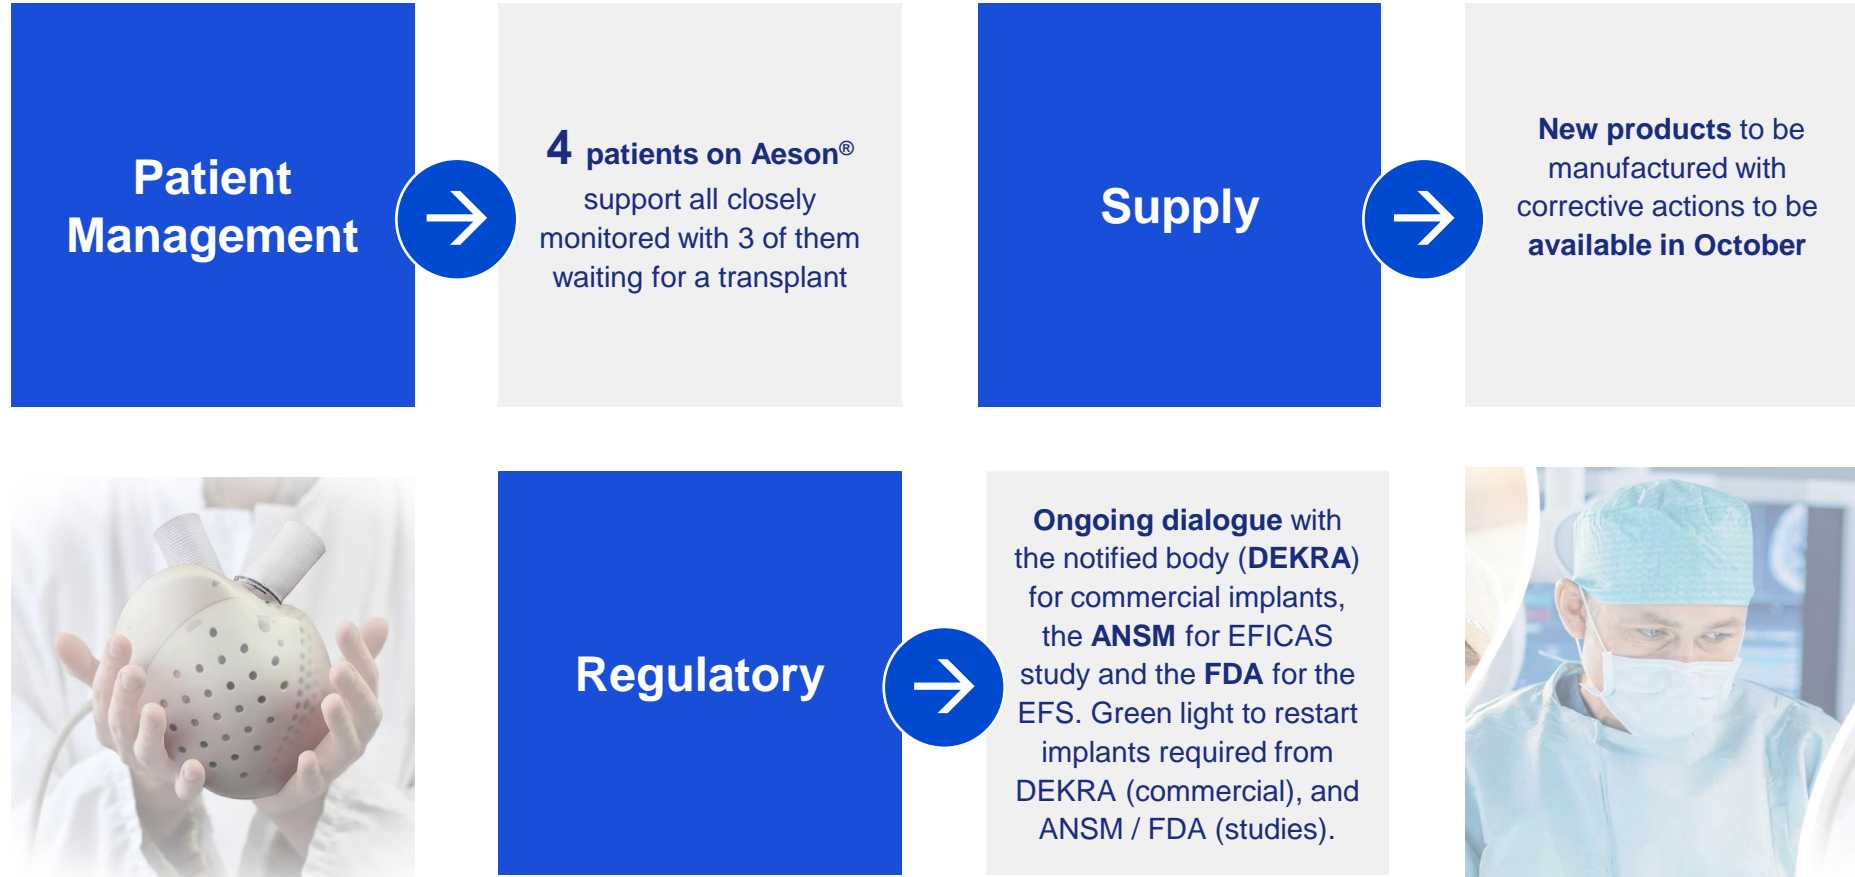 Patient
Management
4 patients on Aeson®
support all closely
monitored with 3 of them
waiting for a transplant
Supply
New products to be
manufactured with
corrective actions to be
available in October
Regulatory
Ongoing dialogue with
the notified body (DEKRA)
for commercial implants,
the ANSM for EFICAS
study and the FDA for the
EFS. Green light to restart
implants required from
DEKRA (commercial), and
ANSM / FDA (studies).